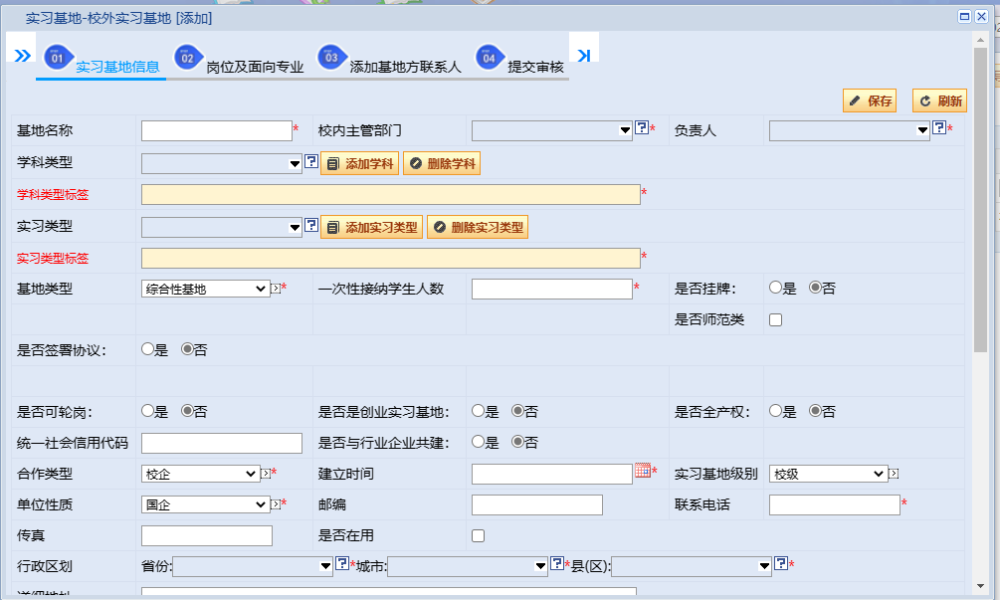 实习基地-校外实习基地 [添加]
01 实习基地信息 02 岗位及面向专业 03 添加基地方联系人 04 提交审核
保存 刷新
基地名称 * 校内主管部门 ?* 负责人 ?*
学科类型 ? 添加学科 删除学科
学科类型标签 *
实习类型 ? 添加实习类型 删除实习类型
实习类型标签 *
基地类型 综合性基地 * 一次性接纳学生人数 * 是否挂牌: 是 否
是否师范类
是否签署协议: 是 否
是否可轮岗: 是 否 是否是创业实习基地: 是 否 是否全产权: 是 否
统一社会信用代码 是否与行业企业共建: 是 否
合作类型 校企 * 建立时间 * 实习基地级别 校级
单位性质 国企 * 邮编 联系电话 *
传真 是否在用
行政区划 省份: ?* 城市: ?* 县(区): ?*